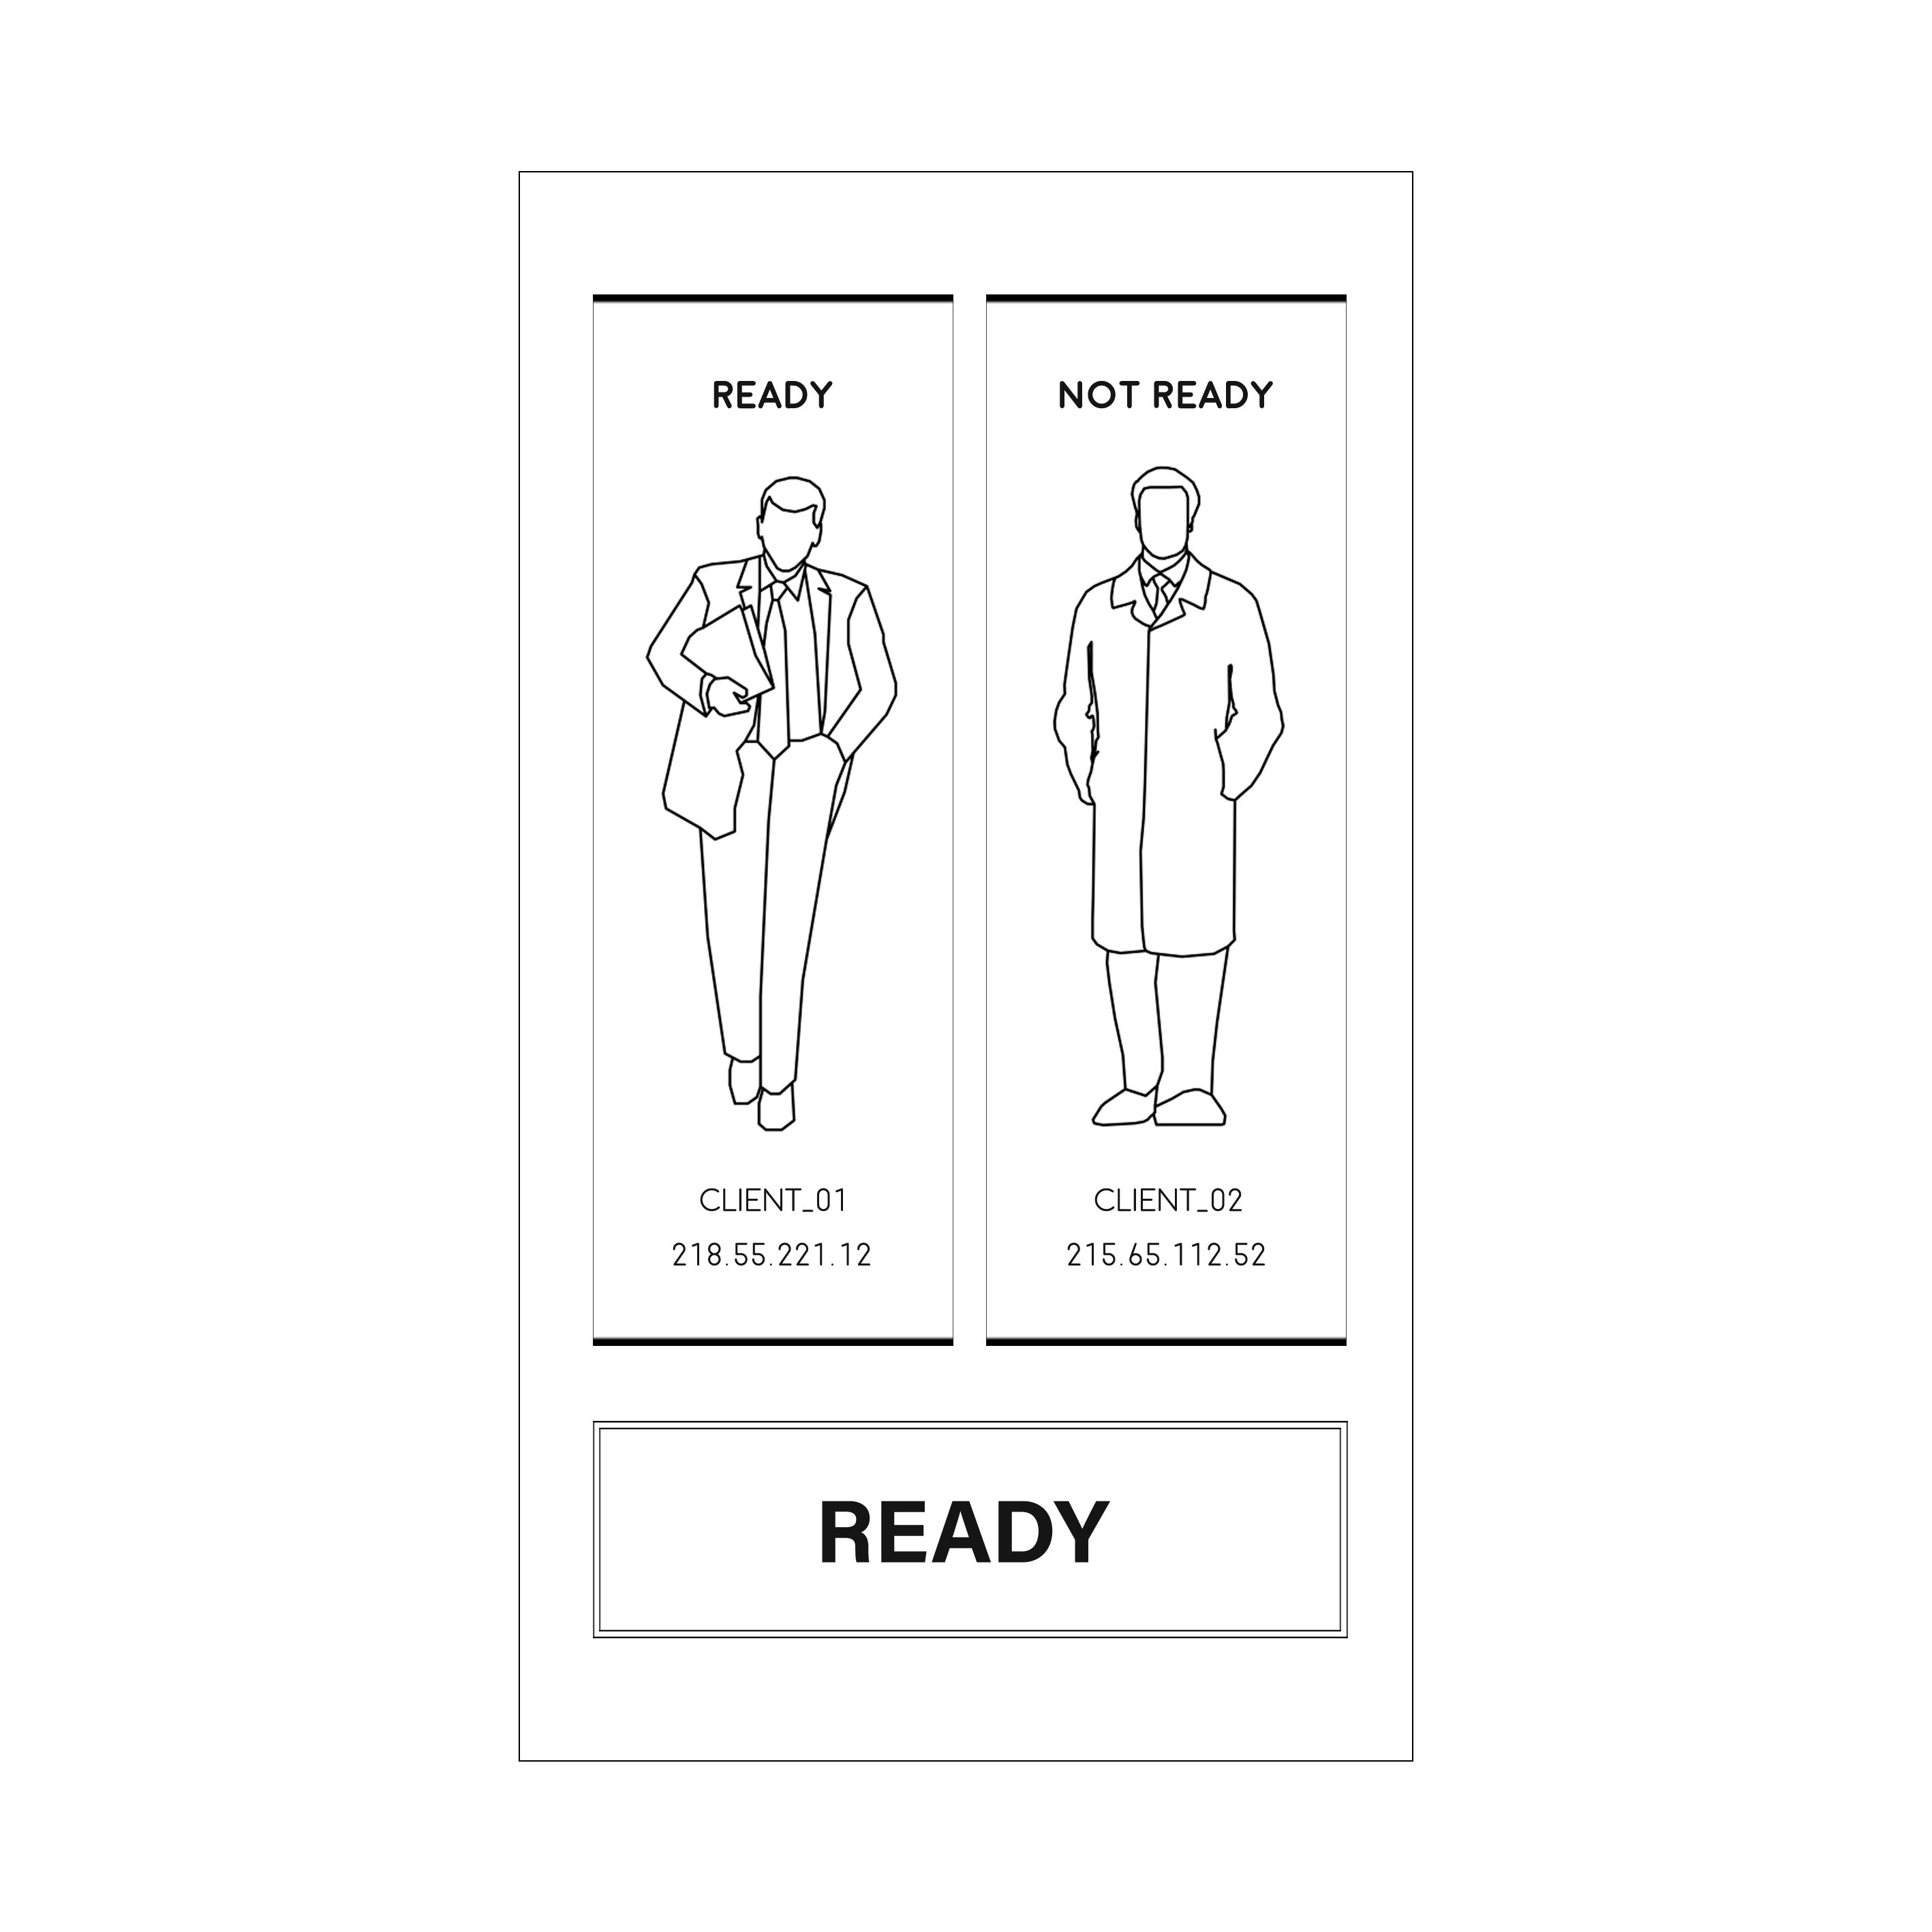 READY
NOT READY
CLIENT_01
218.55.221.12
CLIENT_02
215.65.112.52
READY